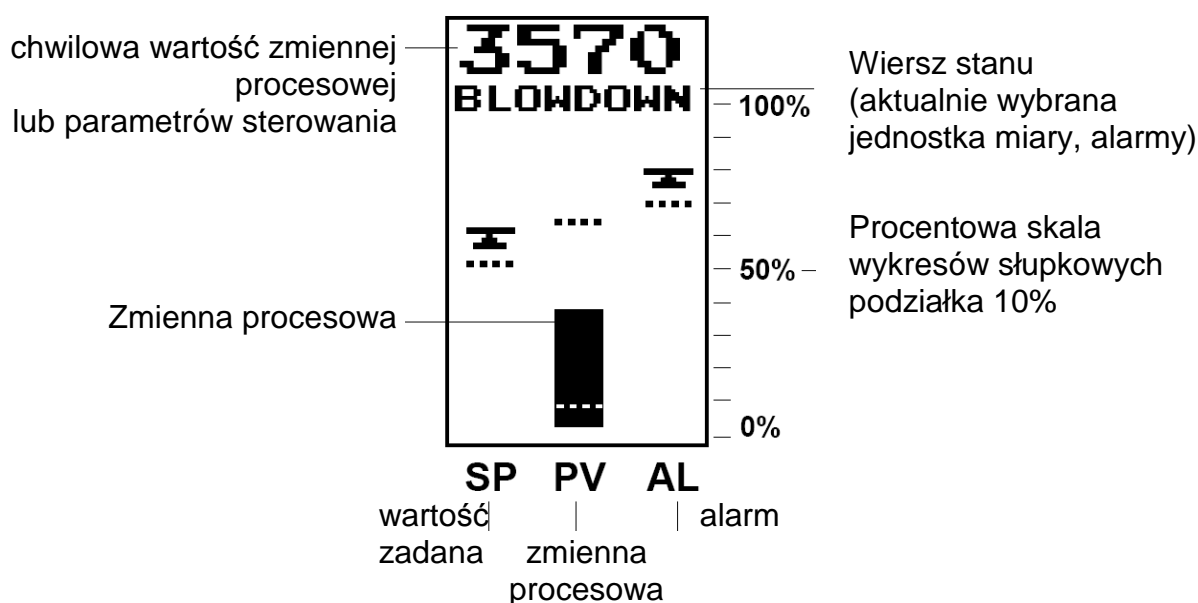 chwilowa wartość zmiennej
procesowej
lub parametrów sterowania
3570
BLOWDOWN
100%
Wiersz stanu
(aktualnie wybrana
jednostka miary, alarmy)
50%
Procentowa skala
wykresów słupkowych
podziałka 10%
Zmienna procesowa
0%
SP PV AL
wartość
zadana
zmienna
procesowa
alarm